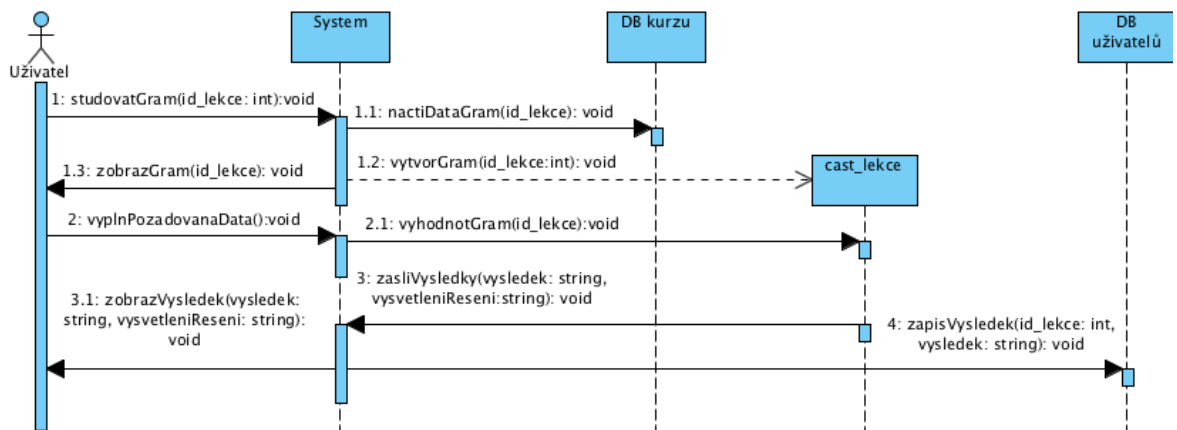 System
DB kurzu
DB
uživatelů
Uživatel
1: studovatGram(id_lekce: int):void
1.1: nactiDataGram(id_lekce): void
1.2: vytvorGram(id_lekce:int): void
cast_lekce
1.3: zobrazGram(id_lekce): void
2: vyplnPozadovanaData():void
2.1: vyhodnotGram(id_lekce):void
3: zasliVysledky(vysledek: string,
vysvetleniReseni:string): void
3.1: zobrazVysledek(vysledek:
string, vysvetleniReseni: string):
void
4: zapisVysledek(id_lekce: int,
vysledek: string): void